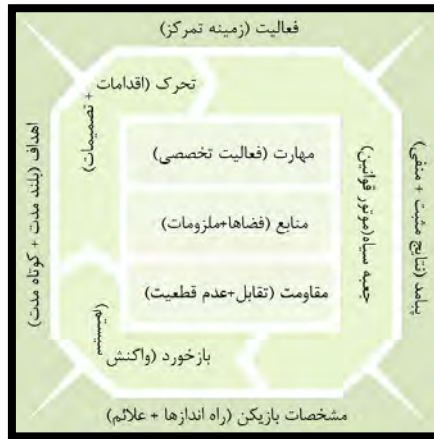 فعالیت (زمینه تمرکز)
تحرک (اقدامات + تصمیمات)
اهداف (بلند مدت + کوتاه مدت)
مهارت (فعالیت تخصصی)
منابع (فضاها+ملزومات)
مقاومت (تقابل+عدم قطعیت)
جعبه سیاه(موتور قوانین)
پیامد (نتایج مثبت + منفی)
بازخورد (واکنش سیستم)
مشخصات بازیکن (راه اندازها + علائم)